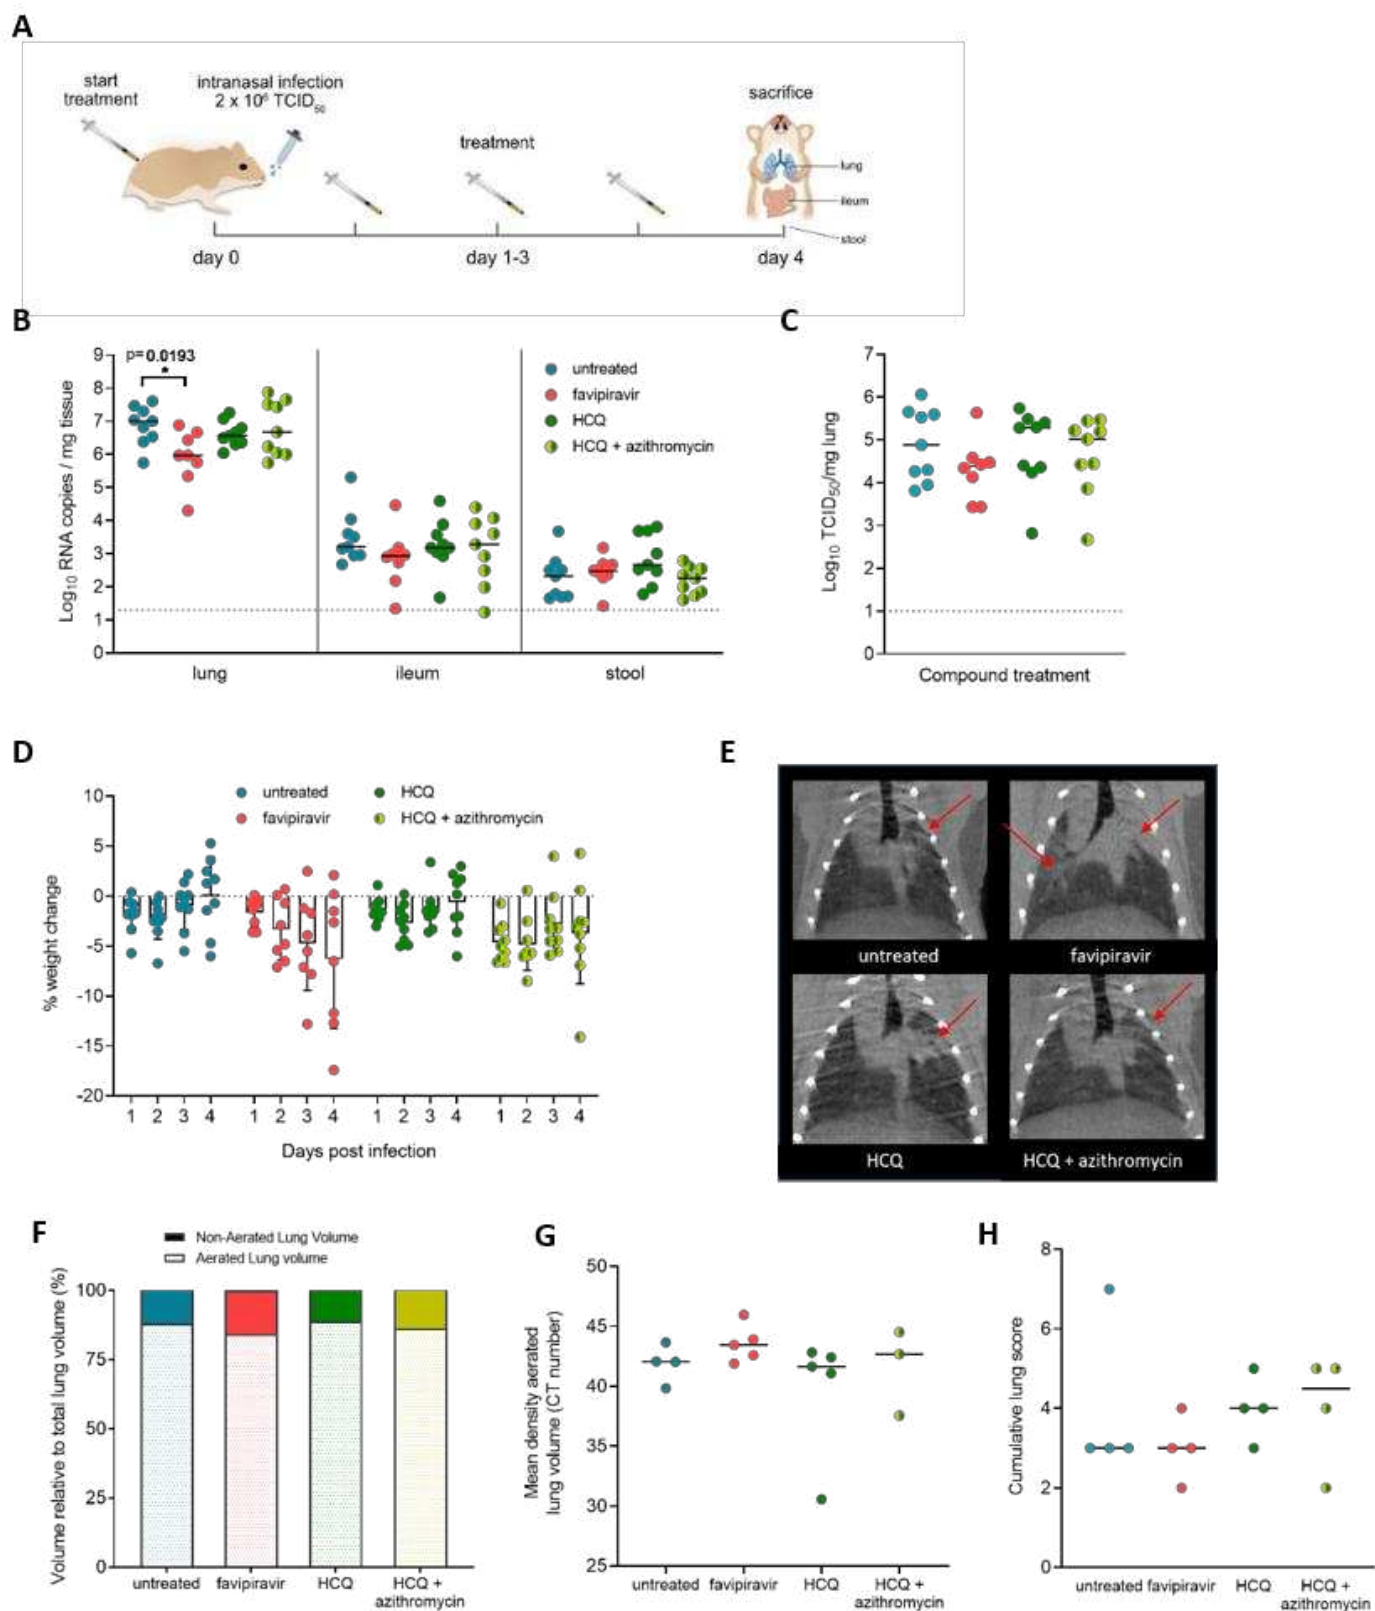 A
start
treatment
intranasal infection
2 x 10⁶ TCID₅₀
treatment
sacrifice
lung
ileum
stool
day 0
day 1-3
day 4
B
Log₁₀ RNA copies / mg tissue
9
8
7
6
5
4
3
2
1
0
p= 0.0193
*
untreated
favipiravir
HCQ
HCQ + azithromycin
lung
ileum
stool
C
Log₁₀ TCID₅₀/mg lung
7
6
5
4
3
2
1
0
Compound treatment
D
% weight change
10
5
0
-5
-10
-15
-20
untreated
favipiravir
HCQ
HCQ + azithromycin
1 2 3 4 1 2 3 4 1 2 3 4 1 2 3 4
Days post infection
E
untreated
favipiravir
HCQ
HCQ + azithromycin
F
Non-Aerated Lung Volume
Aerated Lung volume
Volume relative to total lung volume (%)
100
75
50
25
0
untreated
favipiravir
HCQ
HCQ +
azithromycin
G
Mean density aerated
lung volume (CT number)
50
45
40
35
30
25
untreated
favipiravir
HCQ
HCQ +
azithromycin
H
Cumulative lung score
8
6
4
2
0
untreated
favipiravir
HCQ
HCQ +
azithromycin